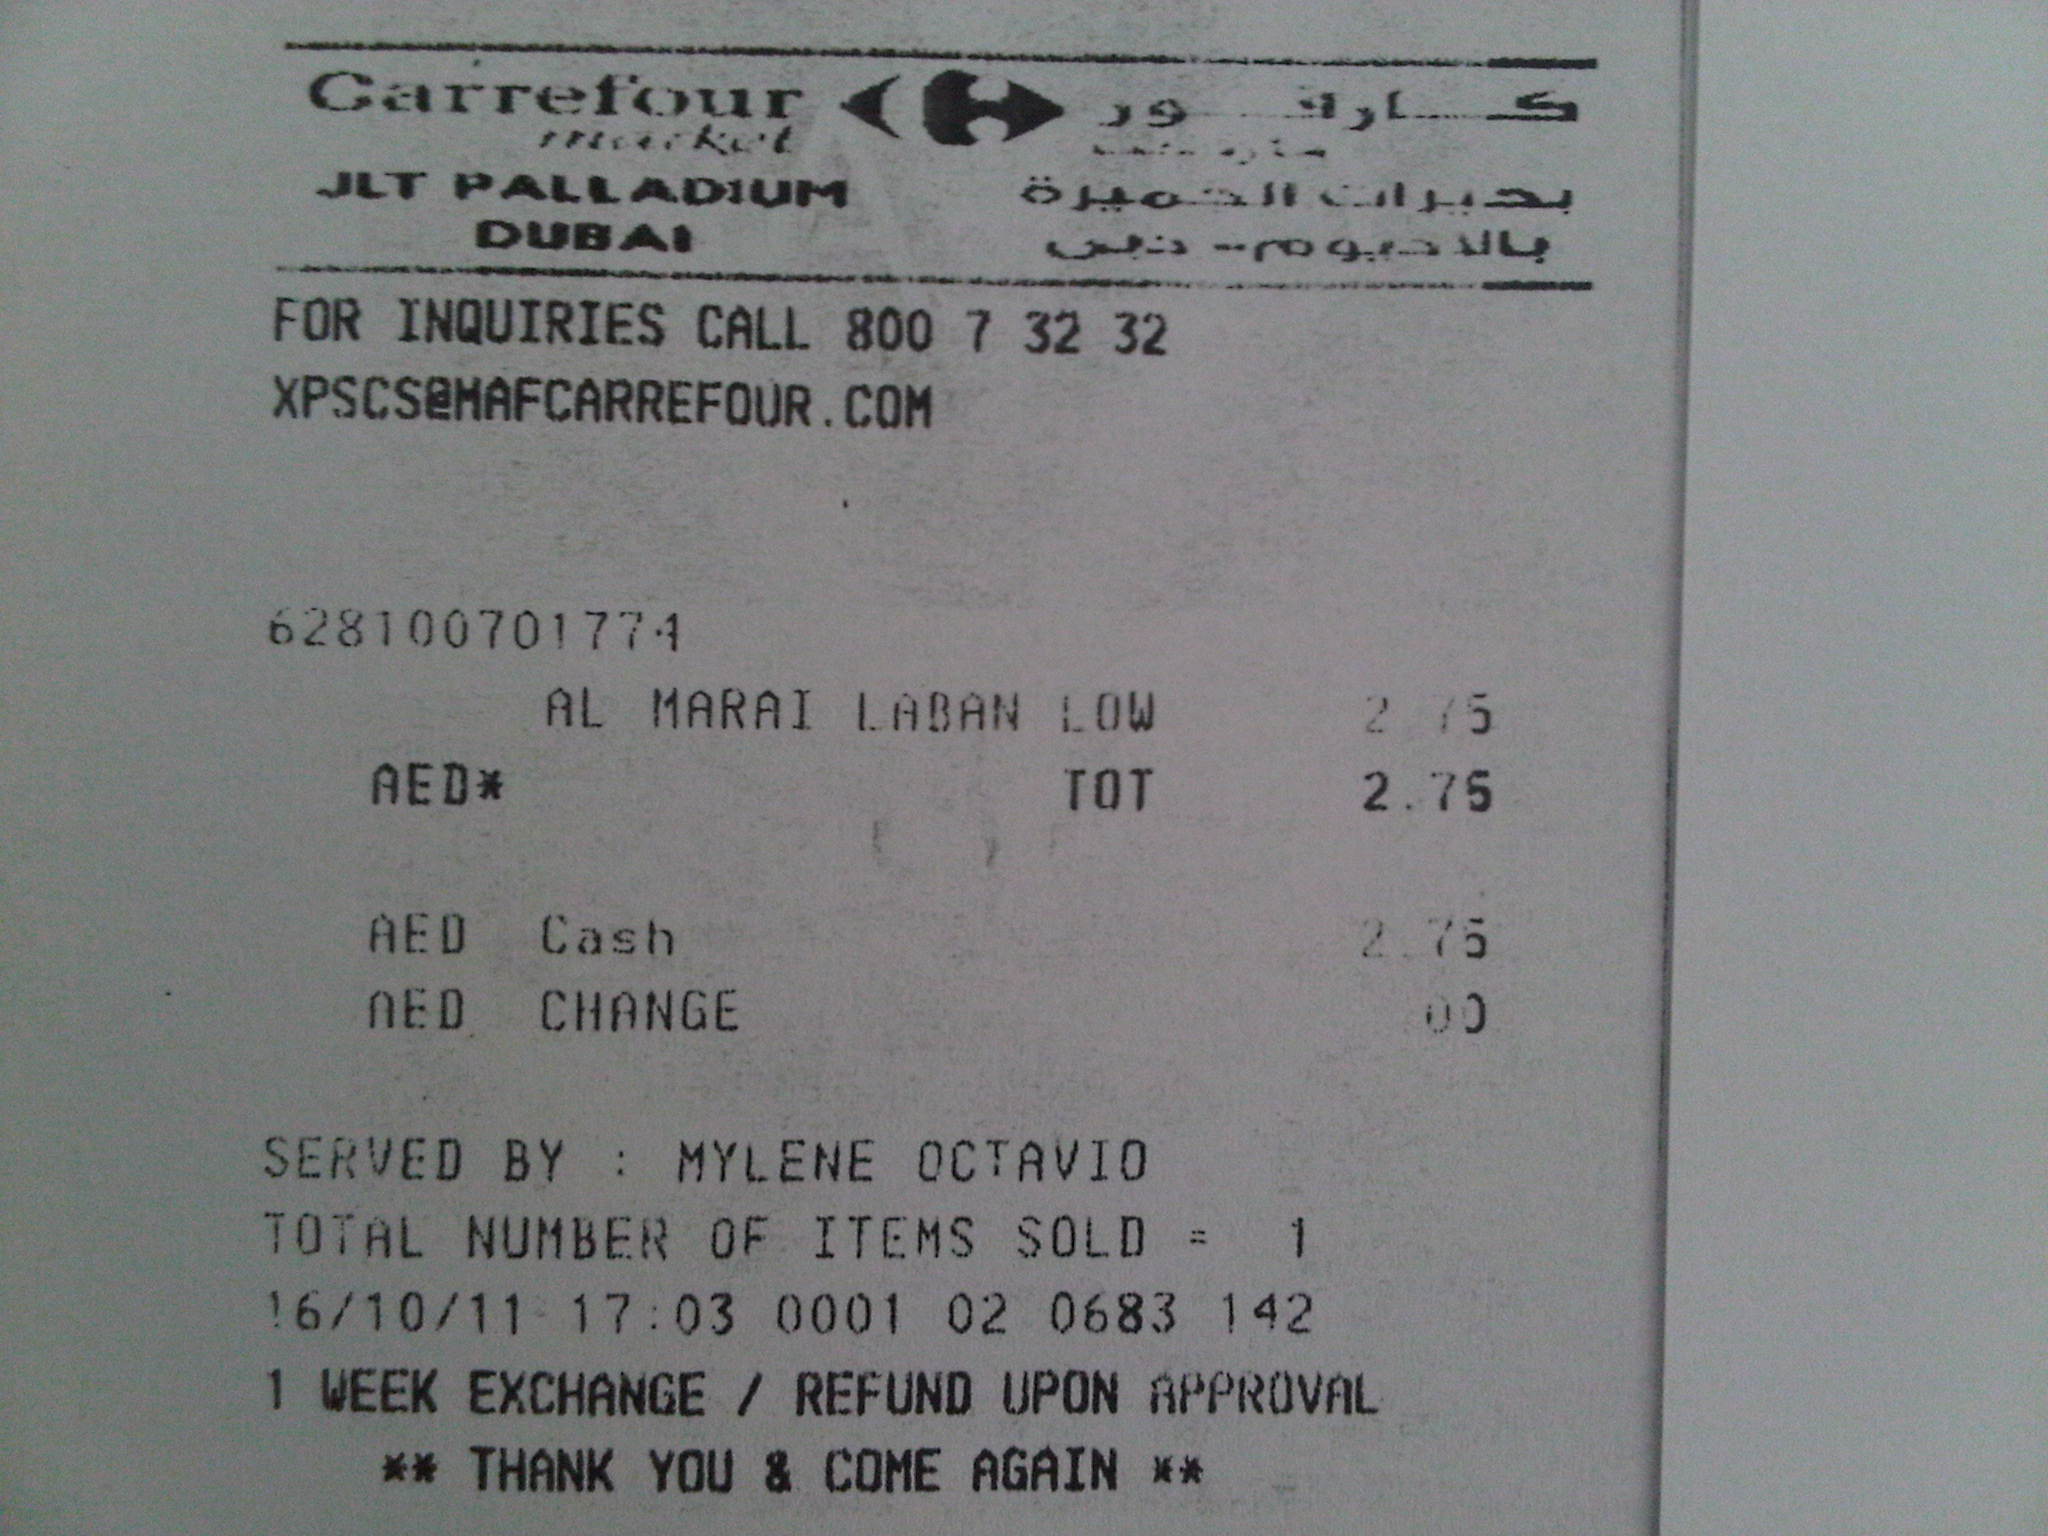 Carrefour كارفور
market ماركت
JLT PALLADIUM بحيرات الجميرة
DUBAI بالاديوم - دبي
FOR INQUIRIES CALL 800 7 32 32
XPSCS@MAFCARREFOUR.COM
6281007017774
AL MARAI LABAN LOW 2.75
AED* TOT 2.75
AED Cash 2.75
AED CHANGE .00
SERVED BY : MYLENE OCTAVIO
TOTAL NUMBER OF ITEMS SOLD = 1
16/10/11 17:03 0001 02 0683 142
1 WEEK EXCHANGE / REFUND UPON APPROVAL
** THANK YOU & COME AGAIN **